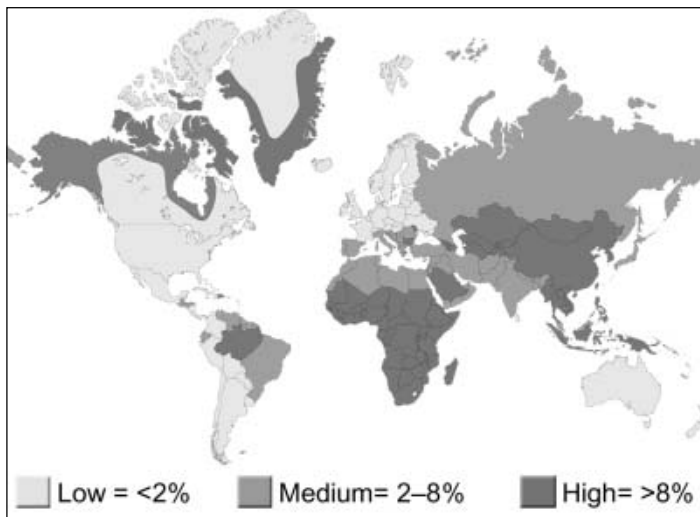 Low = <2% Medium= 2–8% High= >8%